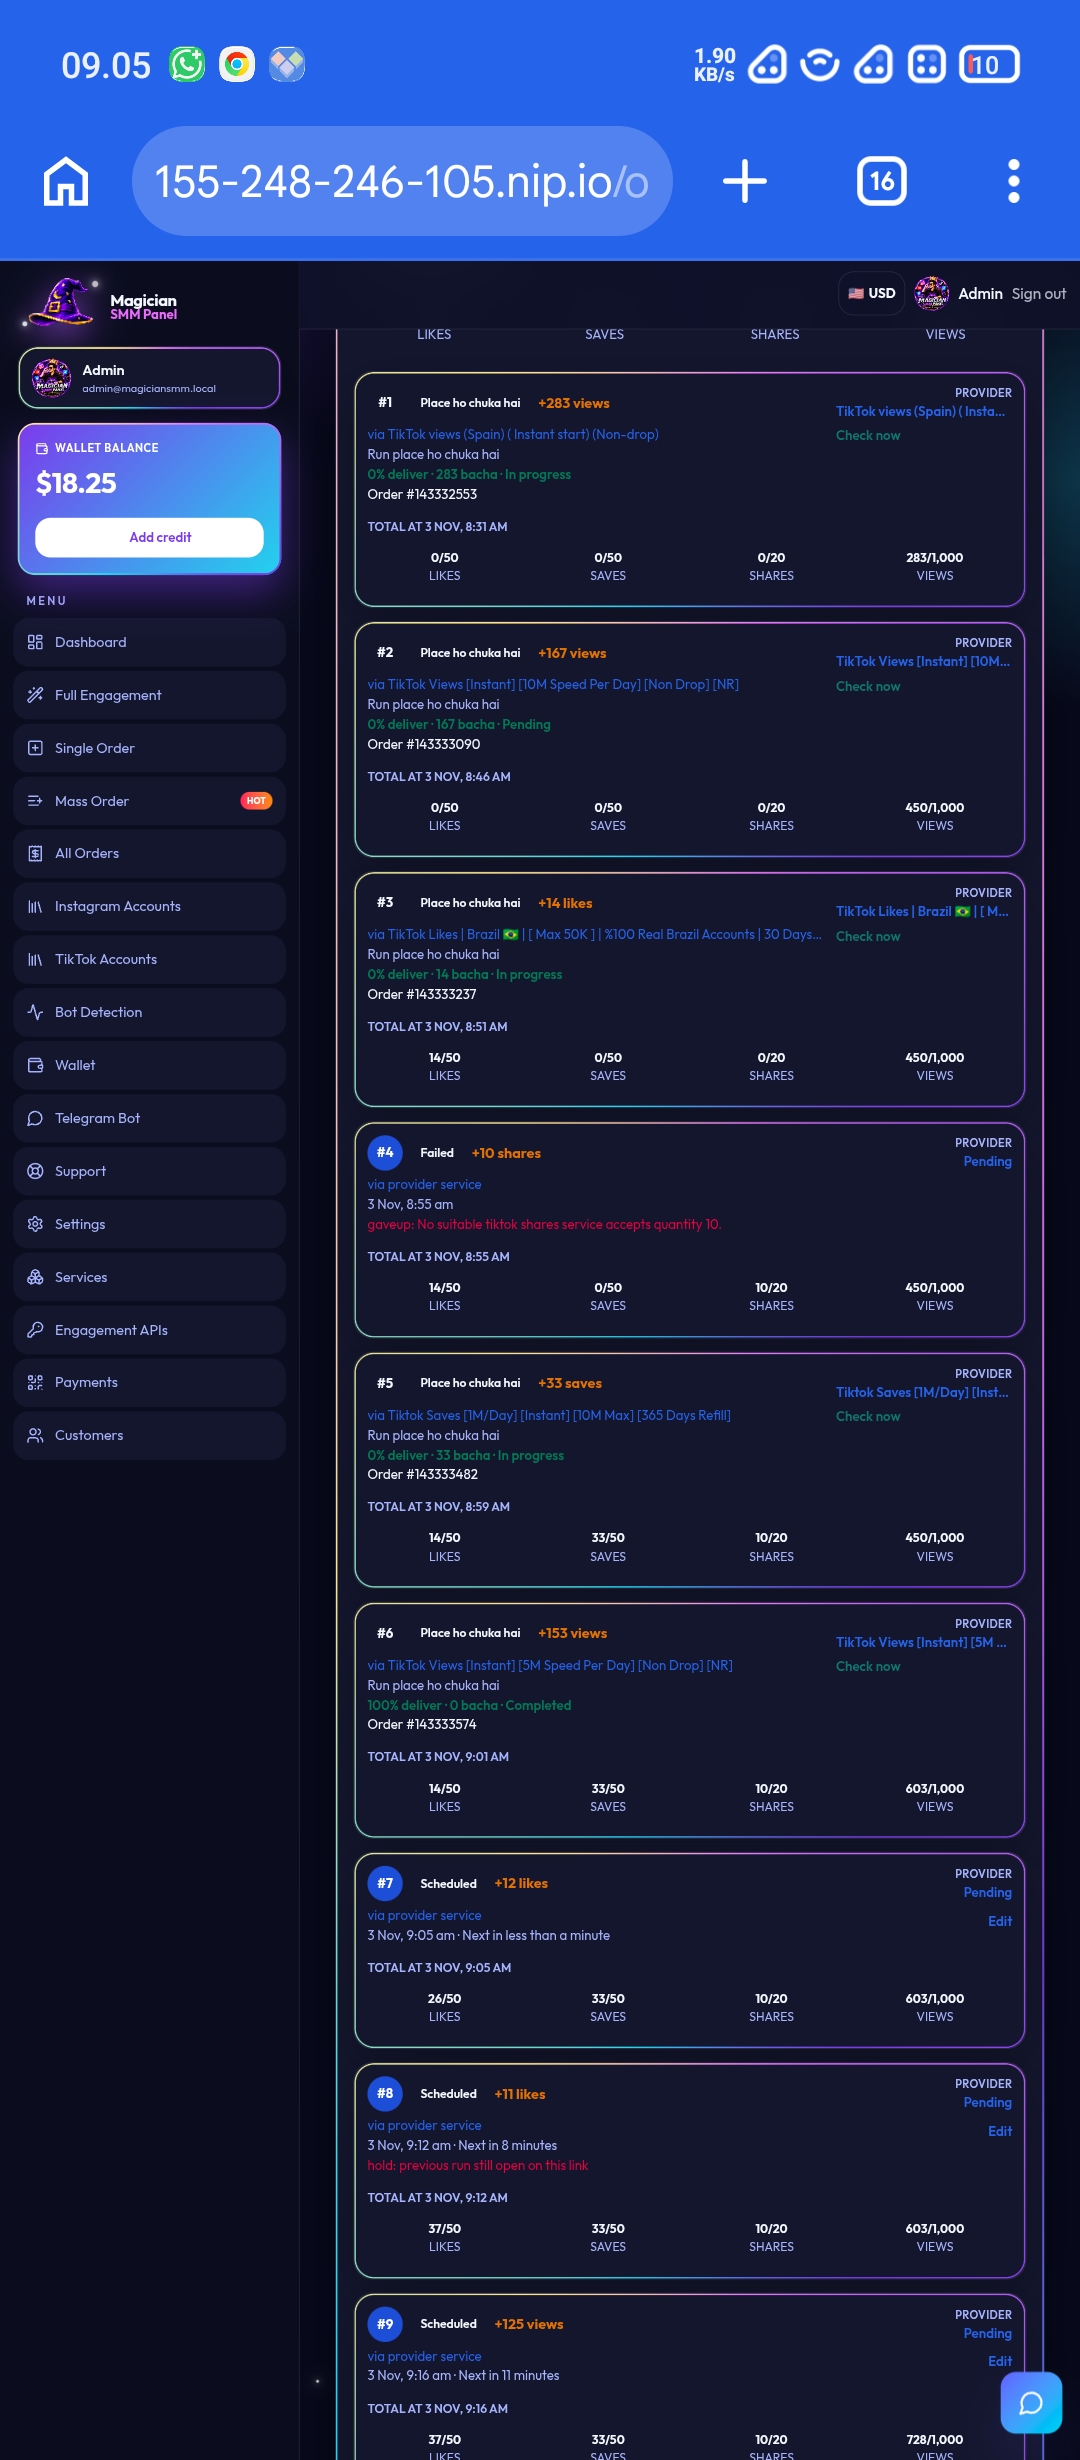 09.05
1.90
KB/s
10
155-248-246-105.nip.io/o
16
Magician
SMM Panel
USD
Admin
Sign out
Admin
admin@magiciansmm.local
WALLET BALANCE
$18.25
Add credit
MENU
Dashboard
Full Engagement
Single Order
Mass Order
HOT
All Orders
Instagram Accounts
TikTok Accounts
Bot Detection
Wallet
Telegram Bot
Support
Settings
Services
Engagement APIs
Payments
Customers
LIKES SAVES SHARES VIEWS
#1 Place ho chuka hai +283 views
PROVIDER
TikTok views (Spain) ( Insta...
Check now
via TikTok views (Spain) ( Instant start) (Non-drop)
Run place ho chuka hai
0% deliver · 283 bacha · In progress
Order #143332553
TOTAL AT 3 NOV, 8:31 AM
0/50 0/50 0/20 283/1,000
LIKES SAVES SHARES VIEWS
#2 Place ho chuka hai +167 views
PROVIDER
TikTok Views [Instant] [10M...
Check now
via TikTok Views [Instant] [10M Speed Per Day] [Non Drop] [NR]
Run place ho chuka hai
0% deliver · 167 bacha · Pending
Order #143333090
TOTAL AT 3 NOV, 8:46 AM
0/50 0/50 0/20 450/1,000
LIKES SAVES SHARES VIEWS
#3 Place ho chuka hai +14 likes
PROVIDER
TikTok Likes | Brazil 🇧🇷 | [ M...
Check now
via TikTok Likes | Brazil 🇧🇷 | [ Max 50K ] | %100 Real Brazil Accounts | 30 Days...
Run place ho chuka hai
0% deliver · 14 bacha · In progress
Order #143333237
TOTAL AT 3 NOV, 8:51 AM
14/50 0/50 0/20 450/1,000
LIKES SAVES SHARES VIEWS
#4 Failed +10 shares
PROVIDER
Pending
via provider service
3 Nov, 8:55 am
gaveup: No suitable tiktok shares service accepts quantity 10.
TOTAL AT 3 NOV, 8:55 AM
14/50 0/50 10/20 450/1,000
LIKES SAVES SHARES VIEWS
#5 Place ho chuka hai +33 saves
PROVIDER
Tiktok Saves [1M/Day] [Inst...
Check now
via Tiktok Saves [1M/Day] [Instant] [10M Max] [365 Days Refill]
Run place ho chuka hai
0% deliver · 33 bacha · In progress
Order #143333482
TOTAL AT 3 NOV, 8:59 AM
14/50 33/50 10/20 450/1,000
LIKES SAVES SHARES VIEWS
#6 Place ho chuka hai +153 views
PROVIDER
TikTok Views [Instant] [5M ...
Check now
via TikTok Views [Instant] [5M Speed Per Day] [Non Drop] [NR]
Run place ho chuka hai
100% deliver · 0 bacha · Completed
Order #143333574
TOTAL AT 3 NOV, 9:01 AM
14/50 33/50 10/20 603/1,000
LIKES SAVES SHARES VIEWS
#7 Scheduled +12 likes
PROVIDER
Pending
Edit
via provider service
3 Nov, 9:05 am · Next in less than a minute
TOTAL AT 3 NOV, 9:05 AM
26/50 33/50 10/20 603/1,000
LIKES SAVES SHARES VIEWS
#8 Scheduled +11 likes
PROVIDER
Pending
Edit
via provider service
3 Nov, 9:12 am · Next in 8 minutes
hold: previous run still open on this link
TOTAL AT 3 NOV, 9:12 AM
37/50 33/50 10/20 603/1,000
LIKES SAVES SHARES VIEWS
#9 Scheduled +125 views
PROVIDER
Pending
Edit
via provider service
3 Nov, 9:16 am · Next in 11 minutes
TOTAL AT 3 NOV, 9:16 AM
37/50 33/50 10/20 728/1,000
LIKES SAVES SHARES VIEWS